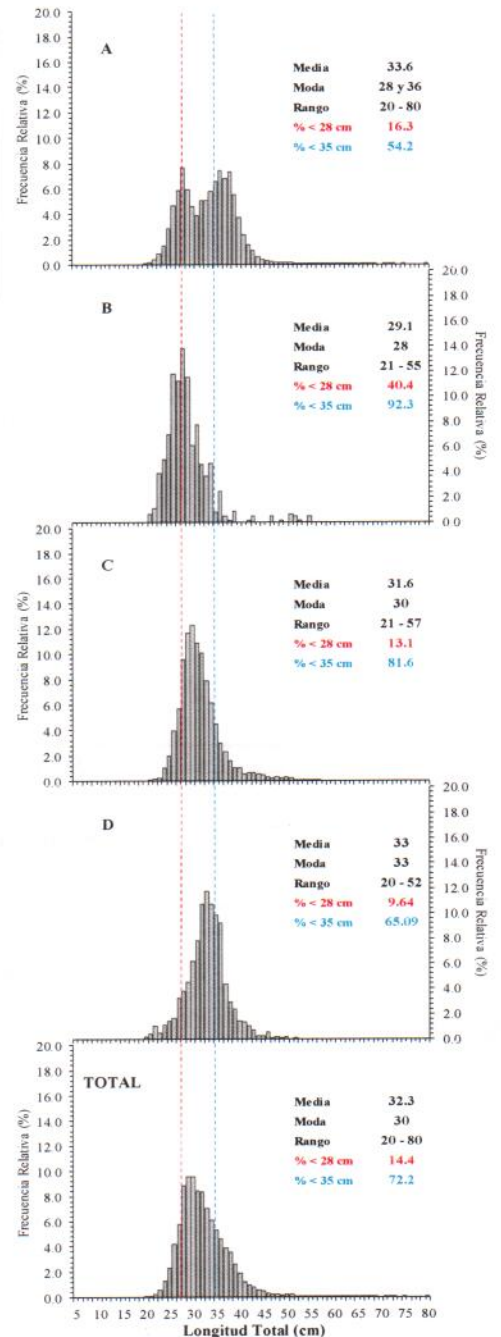 20.0
18.0
16.0
14.0
12.0
10.0
8.0
6.0
4.0
2.0
0.0
Frecuencia Relativa (%)
A
Media 33.6
Moda 28 y 36
Rango 20 - 80
% < 28 cm 16.3
% < 35 cm 54.2
B
Media 29.1
Moda 28
Rango 21 - 55
% < 28 cm 40.4
% < 35 cm 92.3
20.0
18.0
16.0
14.0
12.0
10.0
8.0
6.0
4.0
2.0
0.0
Frecuencia Relativa (%)
20.0
18.0
16.0
14.0
12.0
10.0
8.0
6.0
4.0
2.0
0.0
Frecuencia Relativa (%)
C
Media 31.6
Moda 30
Rango 21 - 57
% < 28 cm 13.1
% < 35 cm 81.6
D
Media 33
Moda 33
Rango 20 - 52
% < 28 cm 9.64
% < 35 cm 65.09
20.0
18.0
16.0
14.0
12.0
10.0
8.0
6.0
4.0
2.0
0.0
Frecuencia Relativa (%)
20.0
18.0
16.0
14.0
12.0
10.0
8.0
6.0
4.0
2.0
0.0
Frecuencia Relativa (%)
TOTAL
Media 32.3
Moda 30
Rango 20 - 80
% < 28 cm 14.4
% < 35 cm 72.2
5 10 15 20 25 30 35 40 45 50 55 60 65 70 75 80
Longitud Total (cm)